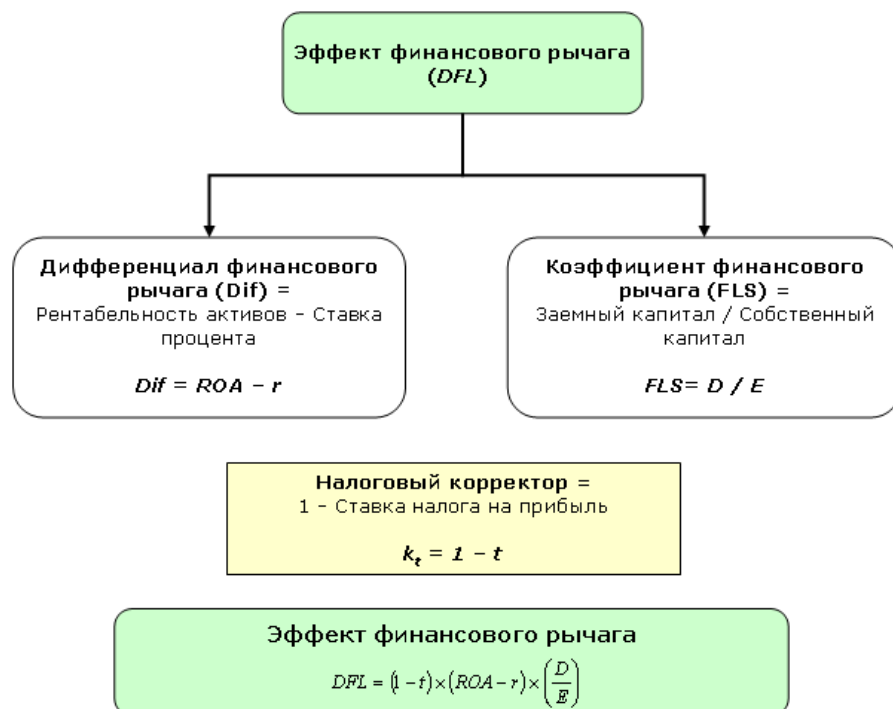 Эффект финансового рычага
(DFL)
Дифференциал финансового
рычага (Dif) =
Рентабельность активов – Ставка
процента
Dif = ROA – r
Коэффициент финансового
рычага (FLS) =
Заемный капитал / Собственный
капитал
FLS= D / E
Налоговый корректор =
1 – Ставка налога на прибыль
kₜ = 1 – t
Эффект финансового рычага
DFL = (1−t)×(ROA−r)×(D/E)